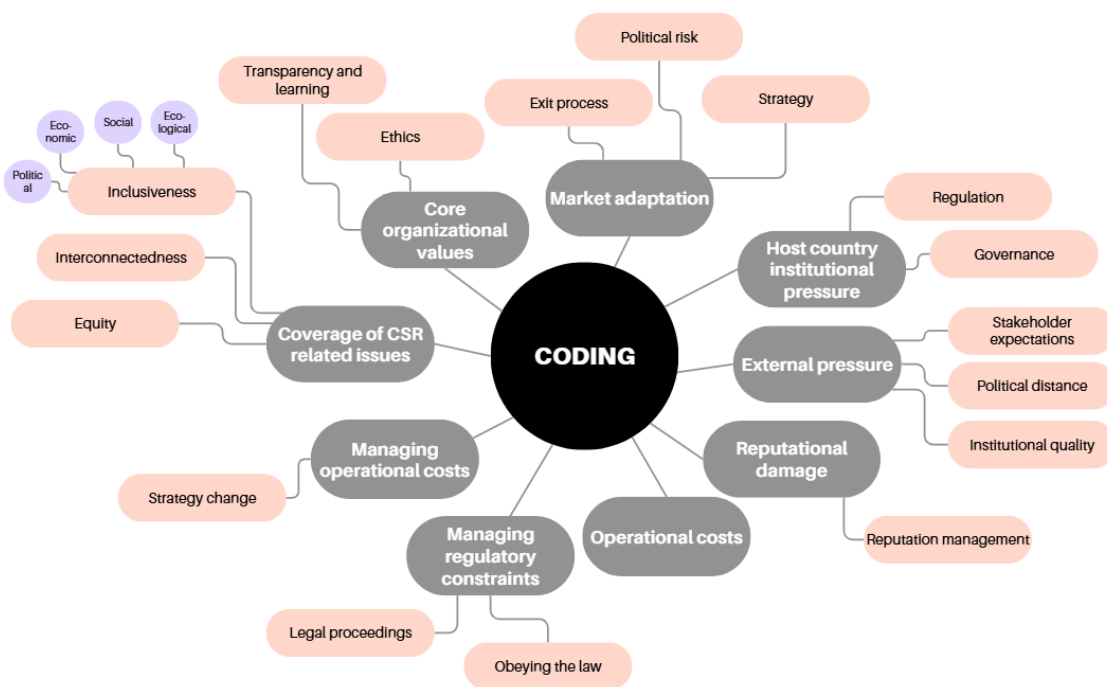 Political risk
Transparency and
learning
Exit process
Strategy
Eco-
nomic
Social
Eco-
logical
Ethics
Politic
al
Inclusiveness
Core
organizational
values
Market adaptation
Regulation
Interconnectedness
Host country
institutional
pressure
Governance
Equity
Coverage of CSR
related issues
CODING
External pressure
Stakeholder
expectations
Political distance
Institutional quality
Managing
operational costs
Reputational
damage
Strategy change
Managing
regulatory
constraints
Operational costs
Reputation management
Legal proceedings
Obeying the law